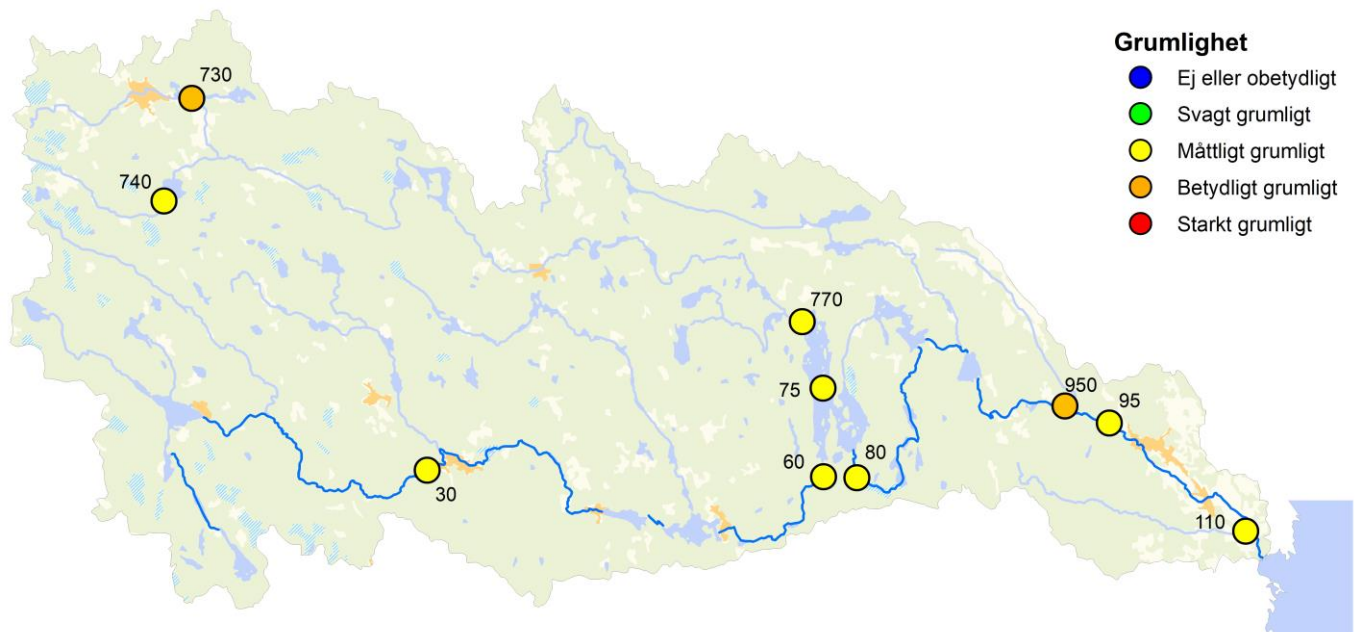 Grumlighet
Ej eller obetydligt
Svagt grumligt
Måttligt grumligt
Betydligt grumligt
Starkt grumligt
730
740
770
75
950
95
60
80
30
110